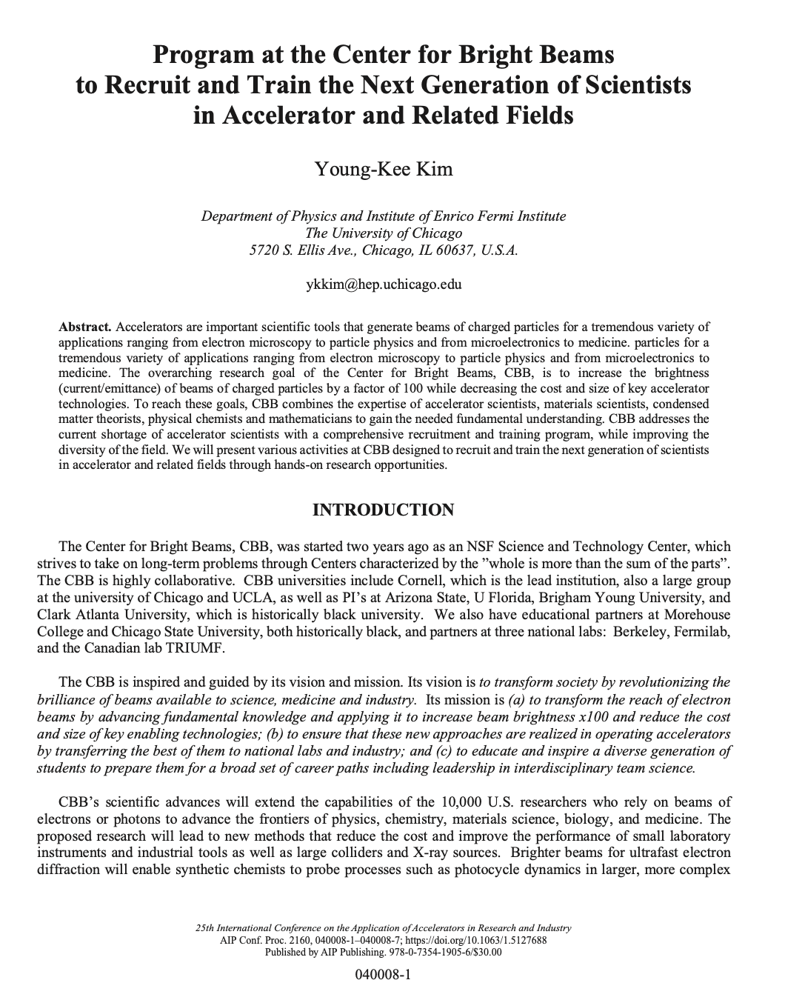 Program at the Center for Bright Beams
to Recruit and Train the Next Generation of Scientists
in Accelerator and Related Fields
Young-Kee Kim
Department of Physics and Institute of Enrico Fermi Institute
The University of Chicago
5720 S. Ellis Ave., Chicago, IL 60637, U.S.A.
ykkim@hep.uchicago.edu
Abstract. Accelerators are important scientific tools that generate beams of charged particles for a tremendous variety of
applications ranging from electron microscopy to particle physics and from microelectronics to medicine. particles for a
tremendous variety of applications ranging from electron microscopy to particle physics and from microelectronics to
medicine. The overarching research goal of the Center for Bright Beams, CBB, is to increase the brightness
(current/emittance) of beams of charged particles by a factor of 100 while decreasing the cost and size of key accelerator
technologies. To reach these goals, CBB combines the expertise of accelerator scientists, materials scientists, condensed
matter theorists, physical chemists and mathematicians to gain the needed fundamental understanding. CBB addresses the
current shortage of accelerator scientists with a comprehensive recruitment and training program, while improving the
diversity of the field. We will present various activities at CBB designed to recruit and train the next generation of scientists
in accelerator and related fields through hands-on research opportunities.
INTRODUCTION
The Center for Bright Beams, CBB, was started two years ago as an NSF Science and Technology Center, which
strives to take on long-term problems through Centers characterized by the ”whole is more than the sum of the parts”.
The CBB is highly collaborative. CBB universities include Cornell, which is the lead institution, also a large group
at the university of Chicago and UCLA, as well as PI’s at Arizona State, U Florida, Brigham Young University, and
Clark Atlanta University, which is historically black university. We also have educational partners at Morehouse
College and Chicago State University, both historically black, and partners at three national labs: Berkeley, Fermilab,
and the Canadian lab TRIUMF.
The CBB is inspired and guided by its vision and mission. Its vision is to transform society by revolutionizing the
brilliance of beams available to science, medicine and industry. Its mission is (a) to transform the reach of electron
beams by advancing fundamental knowledge and applying it to increase beam brightness x100 and reduce the cost
and size of key enabling technologies; (b) to ensure that these new approaches are realized in operating accelerators
by transferring the best of them to national labs and industry; and (c) to educate and inspire a diverse generation of
students to prepare them for a broad set of career paths including leadership in interdisciplinary team science.
CBB’s scientific advances will extend the capabilities of the 10,000 U.S. researchers who rely on beams of
electrons or photons to advance the frontiers of physics, chemistry, materials science, biology, and medicine. The
proposed research will lead to new methods that reduce the cost and improve the performance of small laboratory
instruments and industrial tools as well as large colliders and X-ray sources. Brighter beams for ultrafast electron
diffraction will enable synthetic chemists to probe processes such as photocycle dynamics in larger, more complex
25th International Conference on the Application of Accelerators in Research and Industry
AIP Conf. Proc. 2160, 040008-1–040008-7; https://doi.org/10.1063/1.5127688
Published by AIP Publishing. 978-0-7354-1905-6/$30.00
040008-1